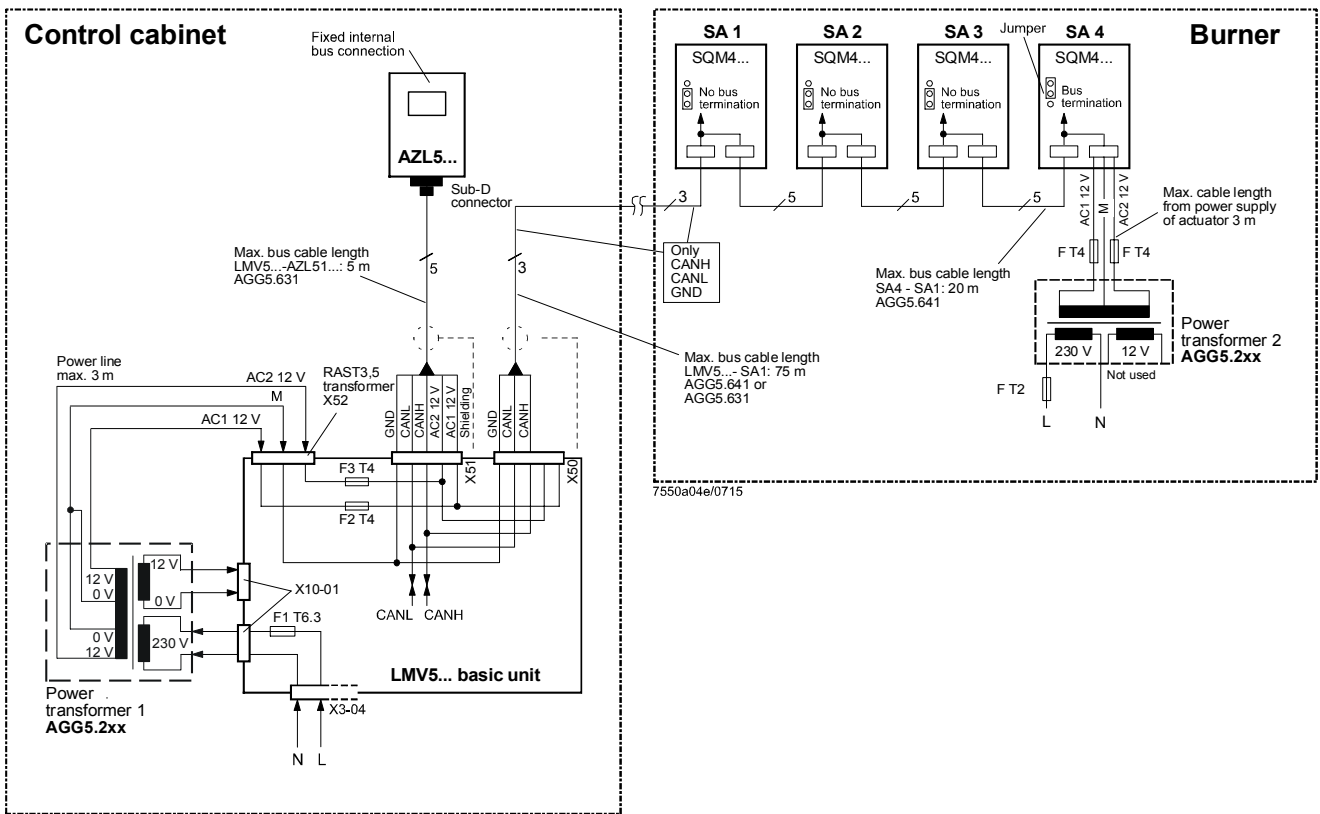 Control cabinet
Fixed internal
bus connection
AZL5...
Sub-D
connector
Max. bus cable length
LMV5...-AZL51...: 5 m
AGG5.631
5
3
Only
CANH
CANL
GND
Max. bus cable length
LMV5...- SA1: 75 m
AGG5.641 or
AGG5.631
Power line
max. 3 m
AC2 12 V
M
AC1 12 V
RAST3,5
transformer
X52
GND
CANL
CANH
AC2 12 V
AC1 12 V
Shielding
X51
GND
CANL
CANH
X50
F3 T4
F2 T4
12 V
0 V
0 V
12 V
12 V
0 V
230 V
X10-01
F1 T6.3
CANL
CANH
LMV5... basic unit
X3-04
N
L
Power
transformer 1
AGG5.2xx
Burner
SA 1
SQM4...
No bus
termination
SA 2
SQM4...
No bus
termination
SA 3
SQM4...
No bus
termination
Jumper
SA 4
SQM4...
Bus
termination
3
5
5
5
Max. bus cable length
SA4 - SA1: 20 m
AGG5.641
AC1 12 V
M
AC2 12 V
Max. cable length
from power supply
of actuator 3 m
F T4
F T4
230 V
12 V
Not used
Power
transformer 2
AGG5.2xx
F T2
L
N
7550a04e/0715